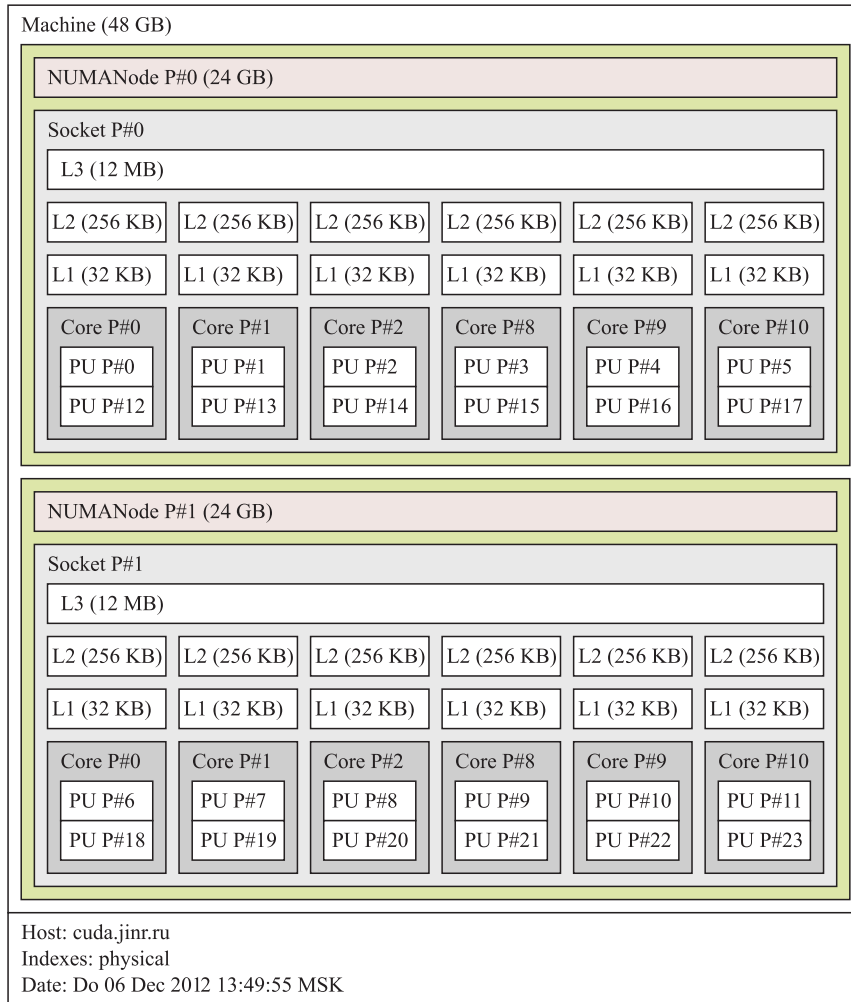 Machine (48 GB)
NUMANode P#0 (24 GB)
Socket P#0
L3 (12 MB)
L2 (256 KB) L2 (256 KB) L2 (256 KB) L2 (256 KB) L2 (256 KB) L2 (256 KB)
L1 (32 KB) L1 (32 KB) L1 (32 KB) L1 (32 KB) L1 (32 KB) L1 (32 KB)
Core P#0 Core P#1 Core P#2 Core P#8 Core P#9 Core P#10
PU P#0 PU P#1 PU P#2 PU P#3 PU P#4 PU P#5
PU P#12 PU P#13 PU P#14 PU P#15 PU P#16 PU P#17
NUMANode P#1 (24 GB)
Socket P#1
L3 (12 MB)
L2 (256 KB) L2 (256 KB) L2 (256 KB) L2 (256 KB) L2 (256 KB) L2 (256 KB)
L1 (32 KB) L1 (32 KB) L1 (32 KB) L1 (32 KB) L1 (32 KB) L1 (32 KB)
Core P#0 Core P#1 Core P#2 Core P#8 Core P#9 Core P#10
PU P#6 PU P#7 PU P#8 PU P#9 PU P#10 PU P#11
PU P#18 PU P#19 PU P#20 PU P#21 PU P#22 PU P#23
Host: cuda.jinr.ru
Indexes: physical
Date: Do 06 Dec 2012 13:49:55 MSK